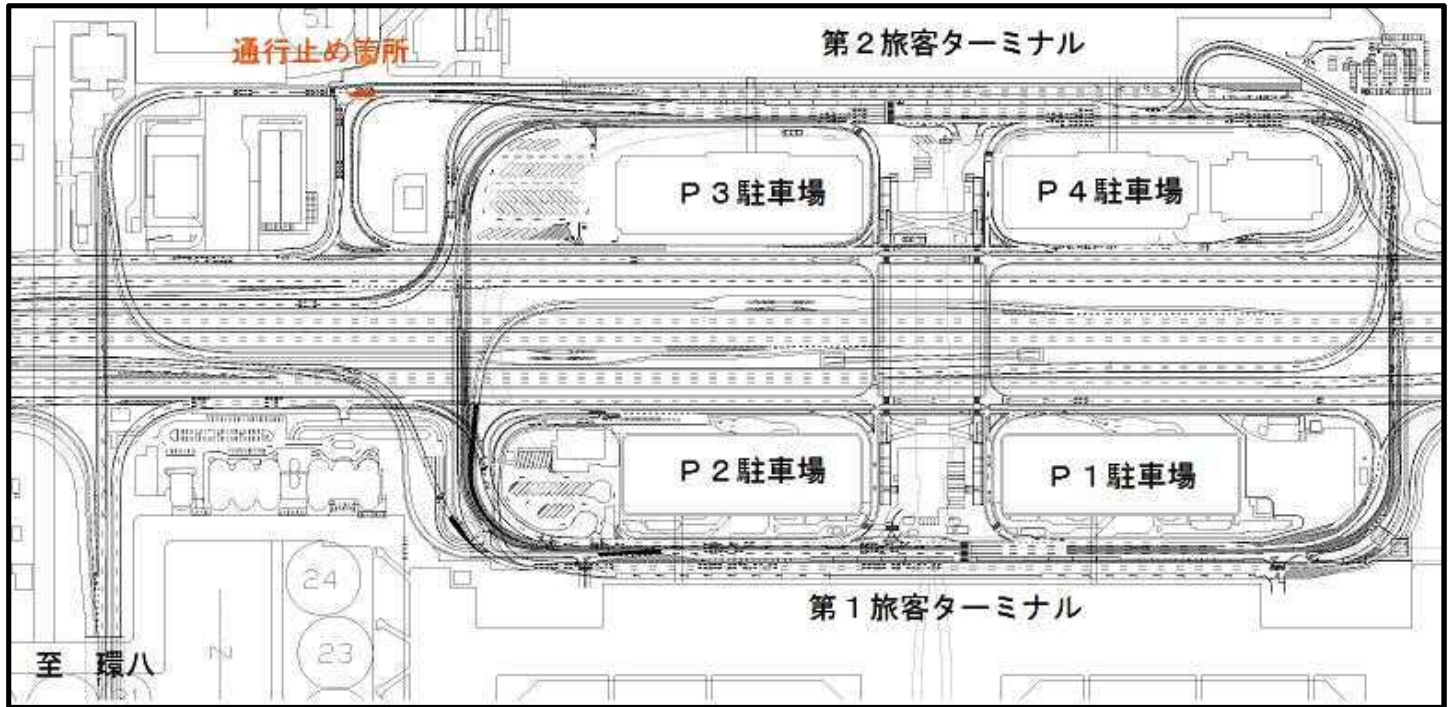 51
通行止め箇所
第2旅客ターミナル
P3駐車場
P4駐車場
P2駐車場
P1駐車場
24
第1旅客ターミナル
23
N
至 環八